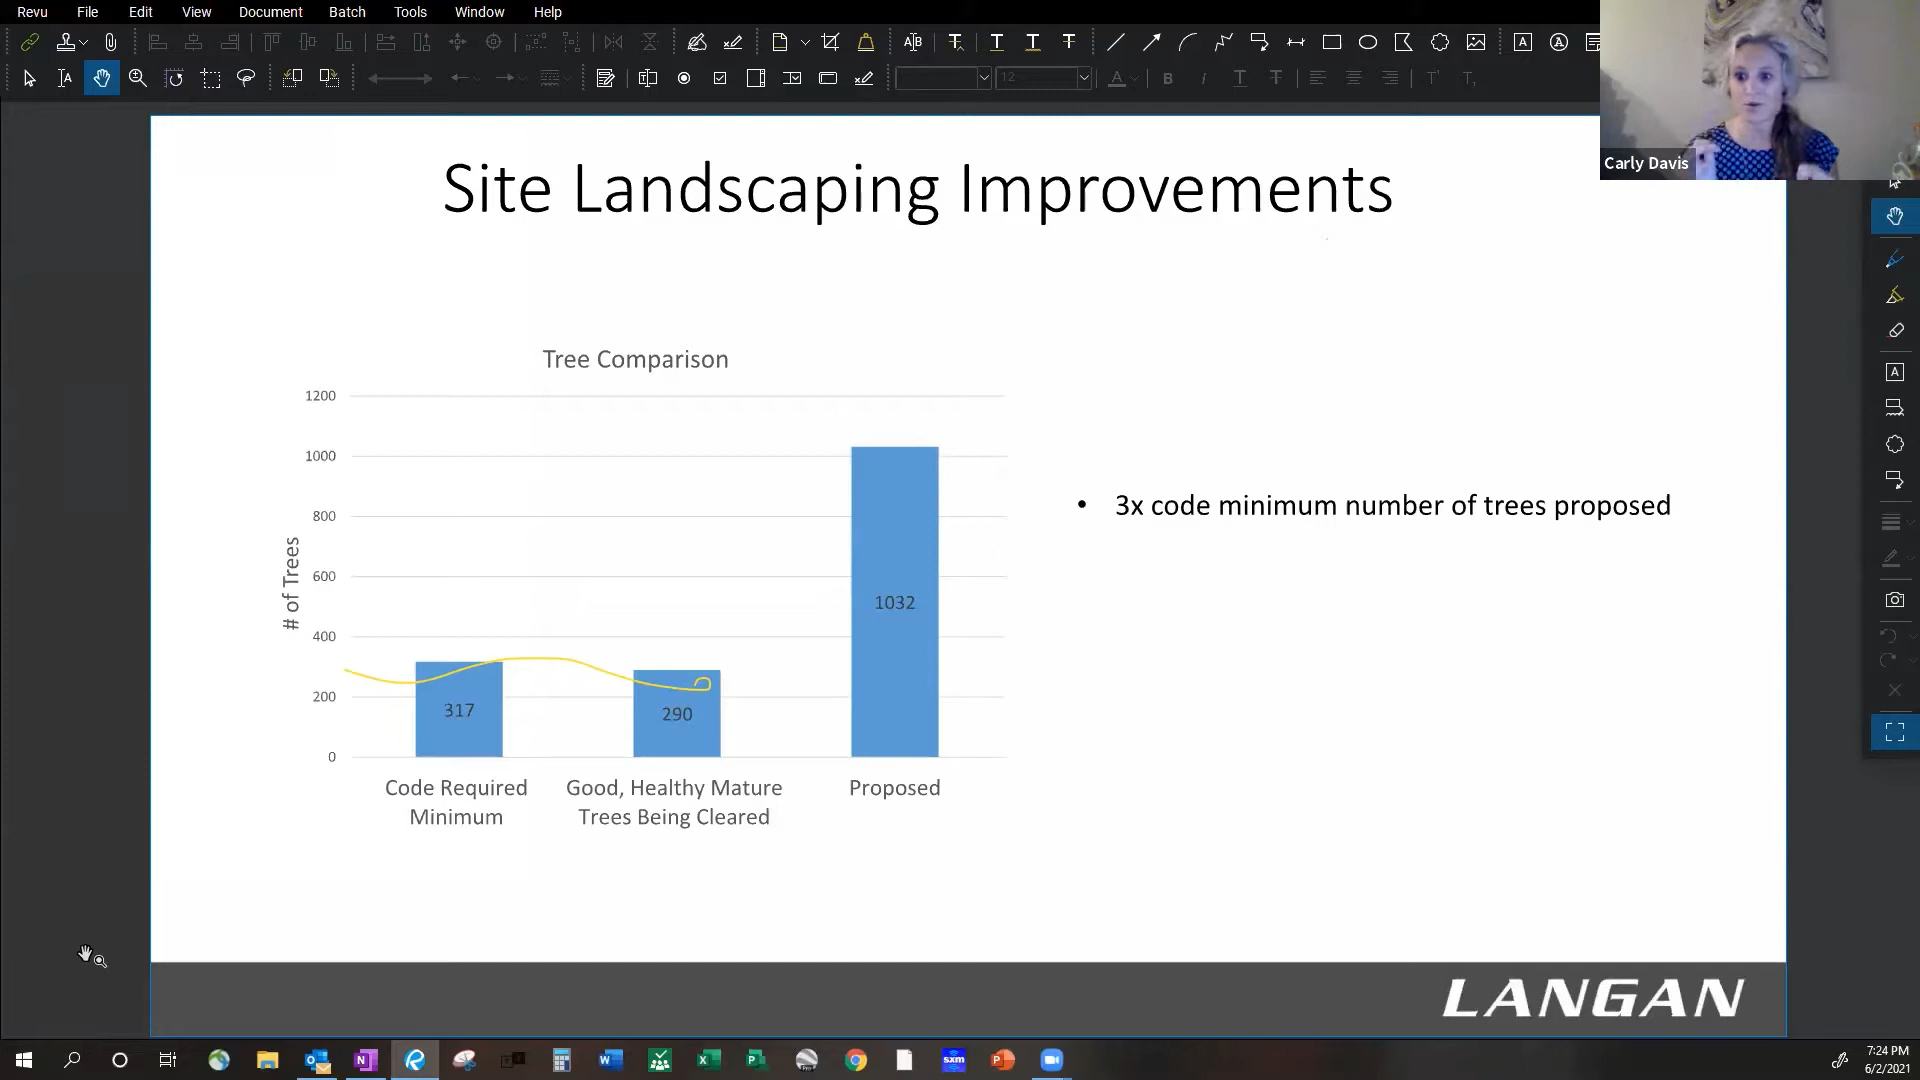 Revu File Edit View Document Batch Tools Window Help
12
Carly Davis
Site Landscaping Improvements
Tree Comparison
1200
1000
800
600
400
200
0
# of Trees
317
290
1032
Code Required
Minimum
Good, Healthy Mature
Trees Being Cleared
Proposed
• 3x code minimum number of trees proposed
LANGAN
7:24 PM
6/2/2021